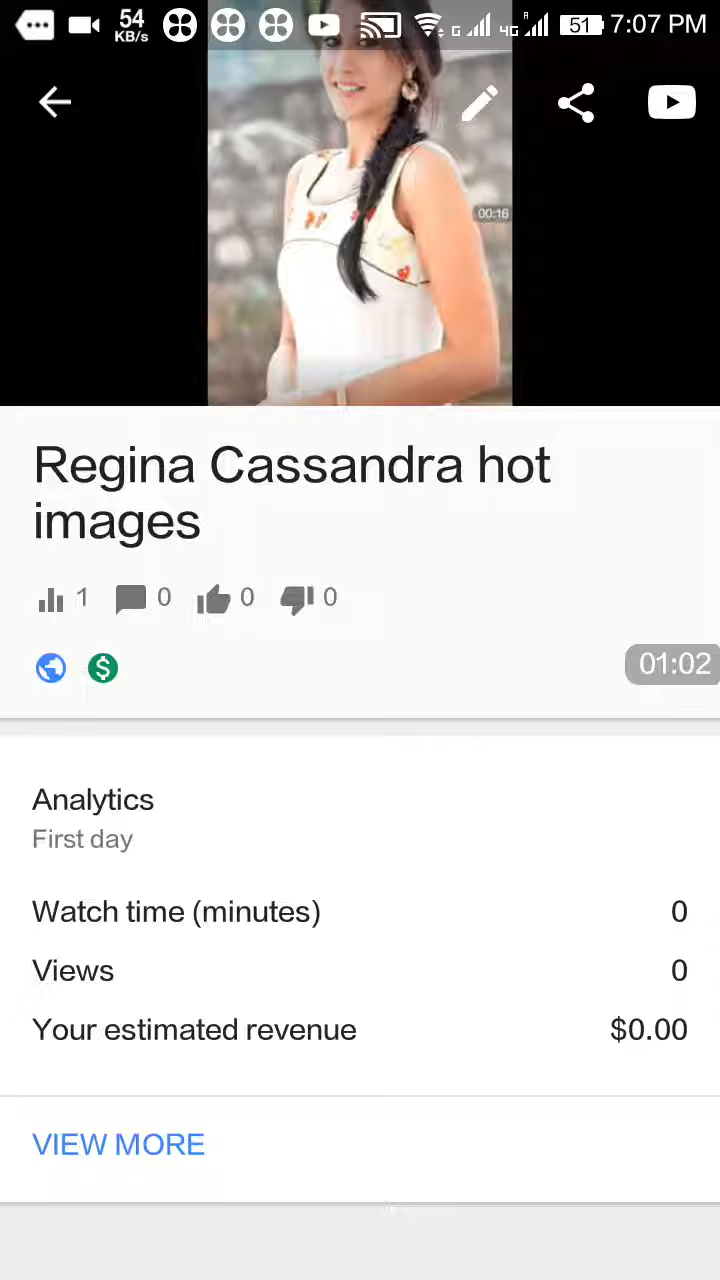 54
KB/s
G
4G
R
51
7:07 PM
00:16
Regina Cassandra hot
images
1
0
0
0
$
01:02
Analytics
First day
Watch time (minutes)
0
Views
0
Your estimated revenue
$0.00
VIEW MORE